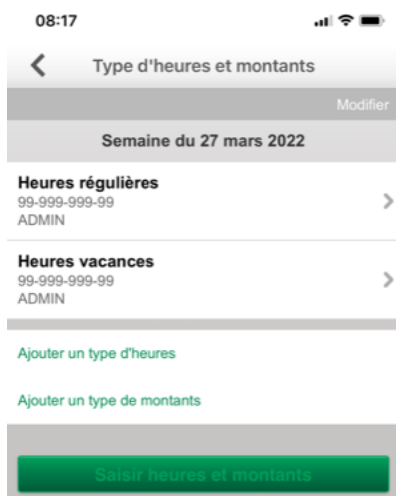 08:17
Type d'heures et montants
Modifier
Semaine du 27 mars 2022
Heures régulières
99-999-999-99
ADMIN
Heures vacances
99-999-999-99
ADMIN
Ajouter un type d'heures
Ajouter un type de montants
Saisir heures et montants